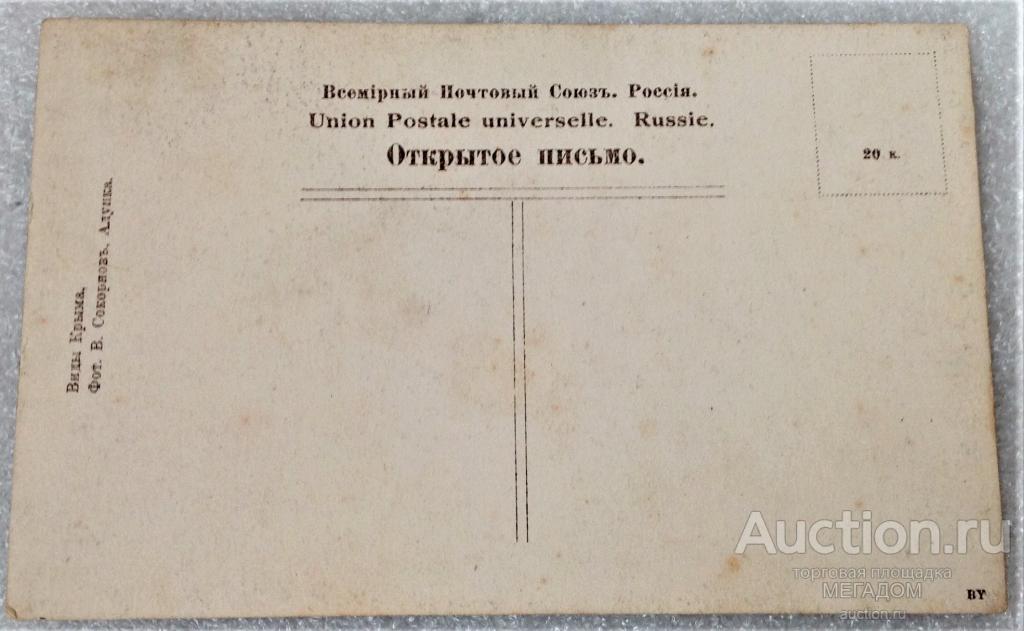 Всемірный Почтовый Союзъ. Россія.
Union Postale universelle. Russie.
Открытое письмо.
20 к.
Виды Крыма.
Фот. В. Сокорновъ, Алупка.
BY
Auction.ru
торговая площадка
МЕГАДОМ
auction.ru